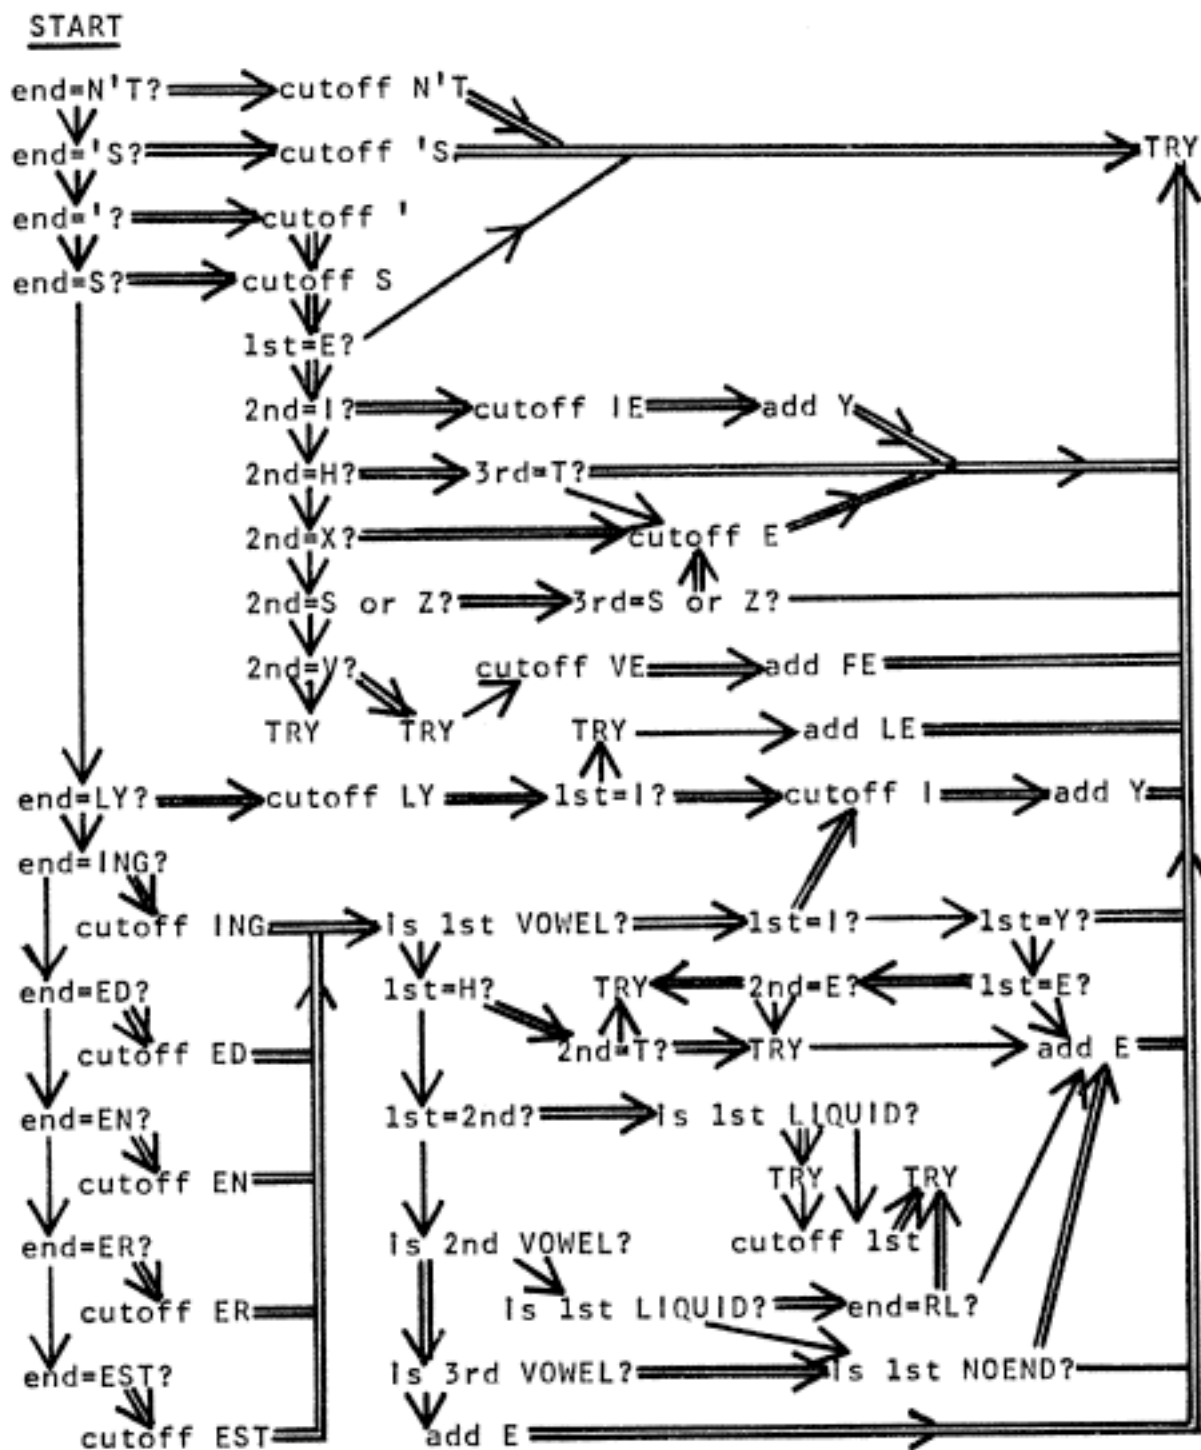 START
end=N'T? cutoff N'T
end='S? cutoff 'S TRY
end='? cutoff '
end=S? cutoff S
1st=E?
2nd=I? cutoff IE add Y
2nd=H? 3rd=T?
2nd=X? cutoff E
2nd=S or Z? 3rd=S or Z?
2nd=V? cutoff VE add FE
TRY TRY TRY add LE
end=LY? cutoff LY 1st=I? cutoff I add Y
end=ING?
cutoff ING is 1st VOWEL? 1st=I? 1st=Y?
end=ED? 1st=H? TRY 2nd=E? 1st=E?
cutoff ED 2nd=T? TRY add E
end=EN? 1st=2nd? is 1st LIQUID?
cutoff EN TRY TRY
end=ER? is 2nd VOWEL? cutoff 1st
cutoff ER is 1st LIQUID? end=RL?
end=EST? is 3rd VOWEL? is 1st NOEND?
cutoff EST add E